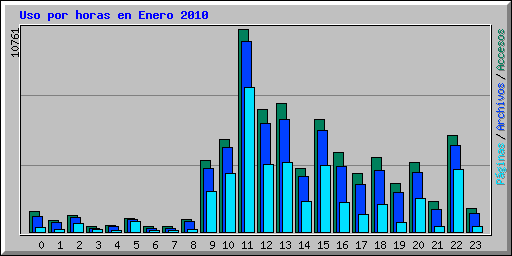 Uso por horas en Enero 2010
10761
Páginas/Archivos/Accesos
0 1 2 3 4 5 6 7 8 9 10 11 12 13 14 15 16 17 18 19 20 21 22 23